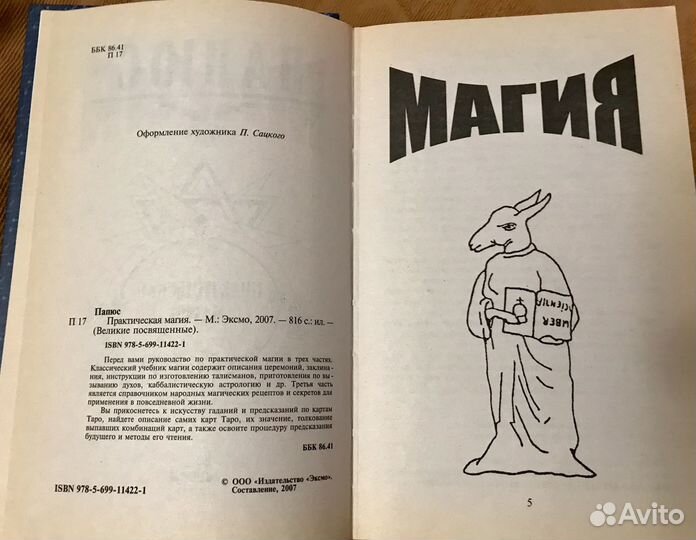 ББК 86.41
П 17
Оформление художника П. Сацкого
Папюс
П 17 Практическая магия. — М.: Эксмо, 2007. — 816 с.: ил. —
(Великие посвященные).
ISBN 978-5-699-11422-1
Перед вами руководство по практической магии в трех частях.
Классический учебник магии содержит описания церемоний, заклина-
ния, инструкции по изготовлению талисманов, приготовления по вы-
зыванию духов, каббалистическую астрологию и др. Третья часть
является справочником народных магических рецептов и секретов для
применения в повседневной жизни.
Вы прикоснетесь к искусству гаданий и предсказаний по картам
Таро, найдете описание самих карт Таро, их значение, толкование
выпавших комбинаций карт, а также освоите процедуру предсказания
будущего и методы его чтения.
ББК 86.41
© ООО «Издательство «Эксмо».
Составление, 2007
ISBN 978-5-699-11422-1
МАГИЯ
LIBER
SCIENTIA
5
Avito